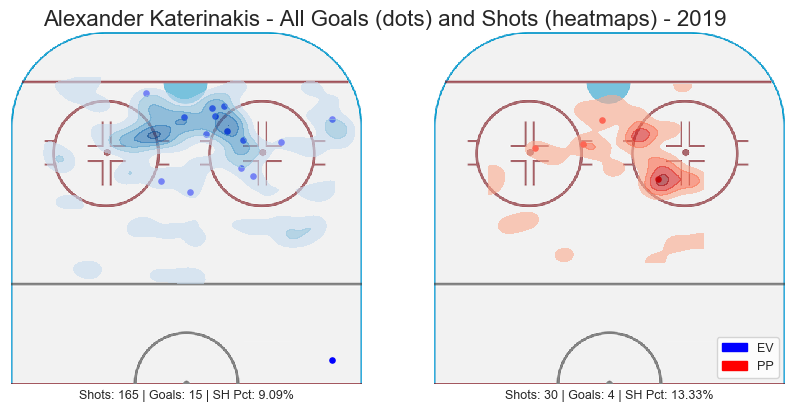 Alexander Katerinakis - All Goals (dots) and Shots (heatmaps) - 2019
EV
PP
Shots: 165 | Goals: 15 | SH Pct: 9.09%
Shots: 30 | Goals: 4 | SH Pct: 13.33%